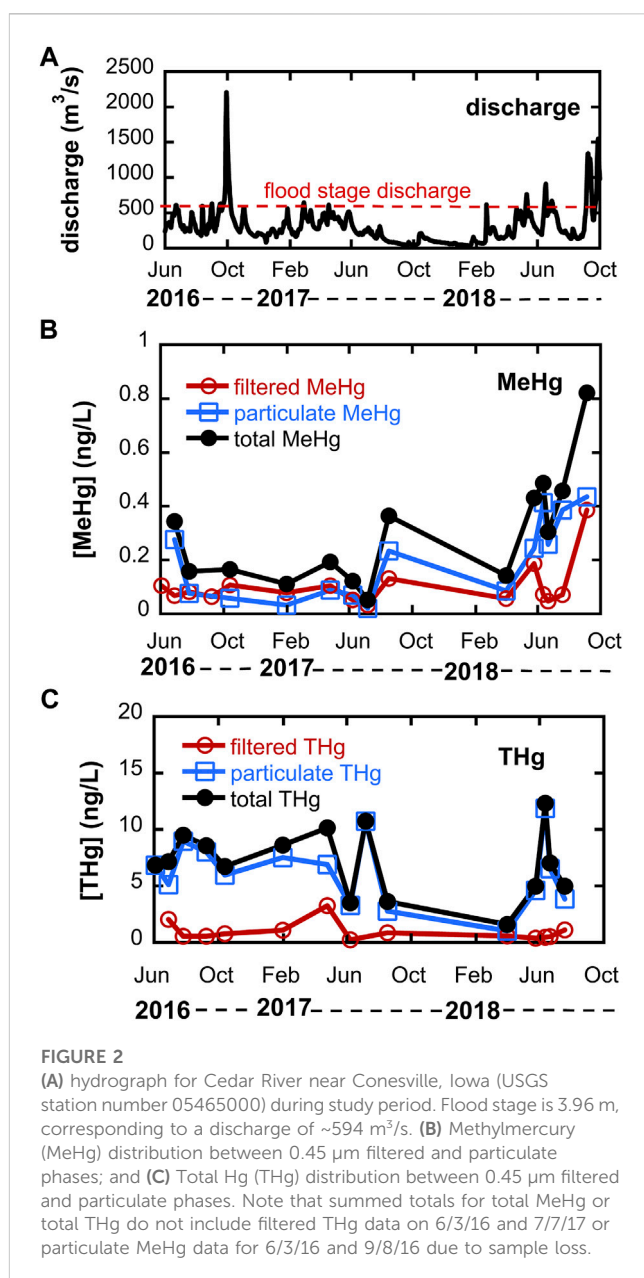 A
discharge (m³/s)
2500
2000
1500
1000
500
0
discharge
flood stage discharge
Jun Oct Feb Jun Oct Feb Jun Oct
2016 ---- 2017 -------- 2018 -------
B
[MeHg] (ng/L)
1
0.8
0.6
0.4
0.2
0
MeHg
filtered MeHg
particulate MeHg
total MeHg
Jun Oct Feb Jun Oct Feb Jun Oct
2016 ---- 2017 -------- 2018 -------
C
[THg] (ng/L)
20
15
10
5
0
THg
filtered THg
particulate THg
total THg
Jun Oct Feb Jun Oct Feb Jun Oct
2016 ---- 2017 -------- 2018 -------
FIGURE 2
(A) hydrograph for Cedar River near Conesville, Iowa (USGS
station number 05465000) during study period. Flood stage is 3.96 m,
corresponding to a discharge of ~594 m³/s. (B) Methylmercury
(MeHg) distribution between 0.45 µm filtered and particulate
phases; and (C) Total Hg (THg) distribution between 0.45 µm filtered
and particulate phases. Note that summed totals for total MeHg or
total THg do not include filtered THg data on 6/3/16 and 7/7/17 or
particulate MeHg data for 6/3/16 and 9/8/16 due to sample loss.